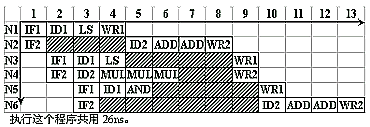 1 2 3 4 5 6 7 8 9 10 11 12 13
N1 IF1 ID1 LS WR1
N2 IF2 ID2 ADD ADD WR2
N3 IF1 ID1 LS WR1
N4 IF2 ID2 MUL MUL MUL WR2
N5 IF1 ID1 AND WR1
N6 IF2 ID2 ADD ADD WR2
执行这个程序共用 26ns.